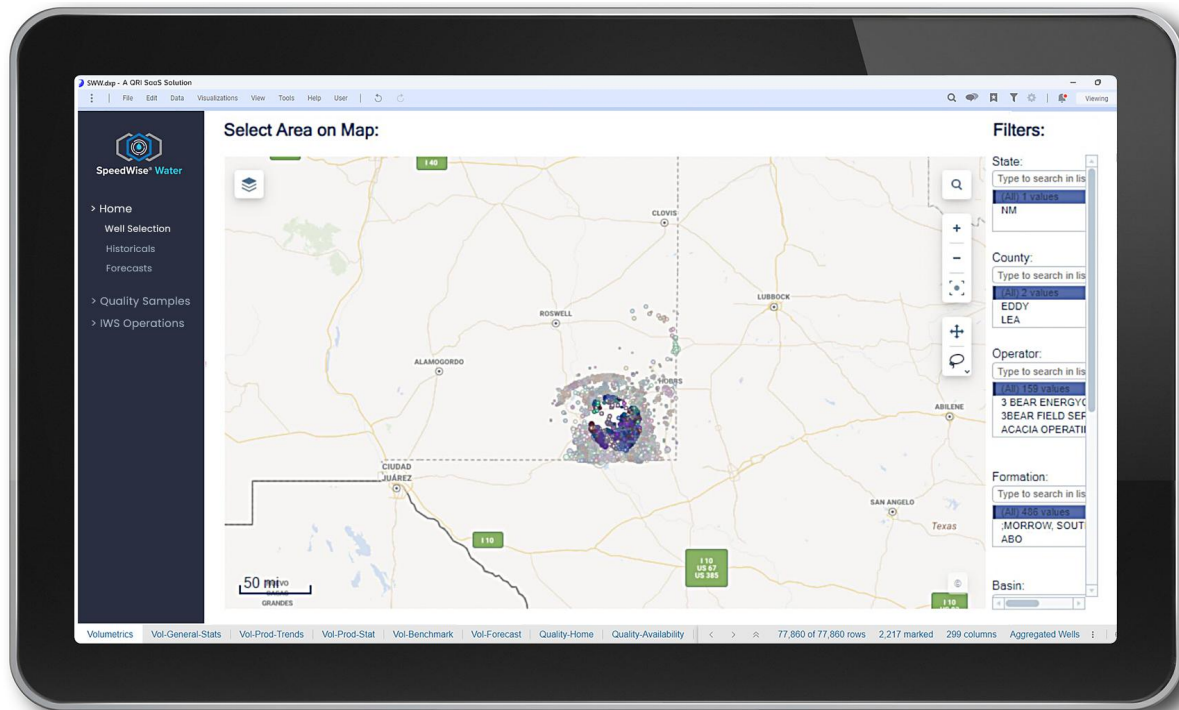 SWW.dxp - A QRI SaaS Solution
File Edit Data Visualizations View Tools Help User
Viewing
SpeedWise® Water
> Home
Well Selection
Historicals
Forecasts
> Quality Samples
> IWS Operations
Select Area on Map:
I 40
CLOVIS
LUBBOCK
ROSWELL
ALAMOGORDO
HOBBS
ABILENE
CIUDAD
JUÁREZ
SAN ANGELO
Texas
I 10
I 10
US 67
US 385
I 10
50 mi
GRANDES
©
Filters:
State:
Type to search in lis
(All) 1 values
NM
County:
Type to search in lis
(All) 2 values
EDDY
LEA
Operator:
Type to search in lis
(All) 159 values
3 BEAR ENERGY
3BEAR FIELD SER
ACACIA OPERATI
Formation:
Type to search in lis
(All) 486 values
;MORROW, SOUT
ABO
Basin:
Volumetrics Vol-General-Stats Vol-Prod-Trends Vol-Prod-Stat Vol-Benchmark Vol-Forecast Quality-Home Quality-Availability 77,860 of 77,860 rows 2,217 marked 299 columns Aggregated Wells